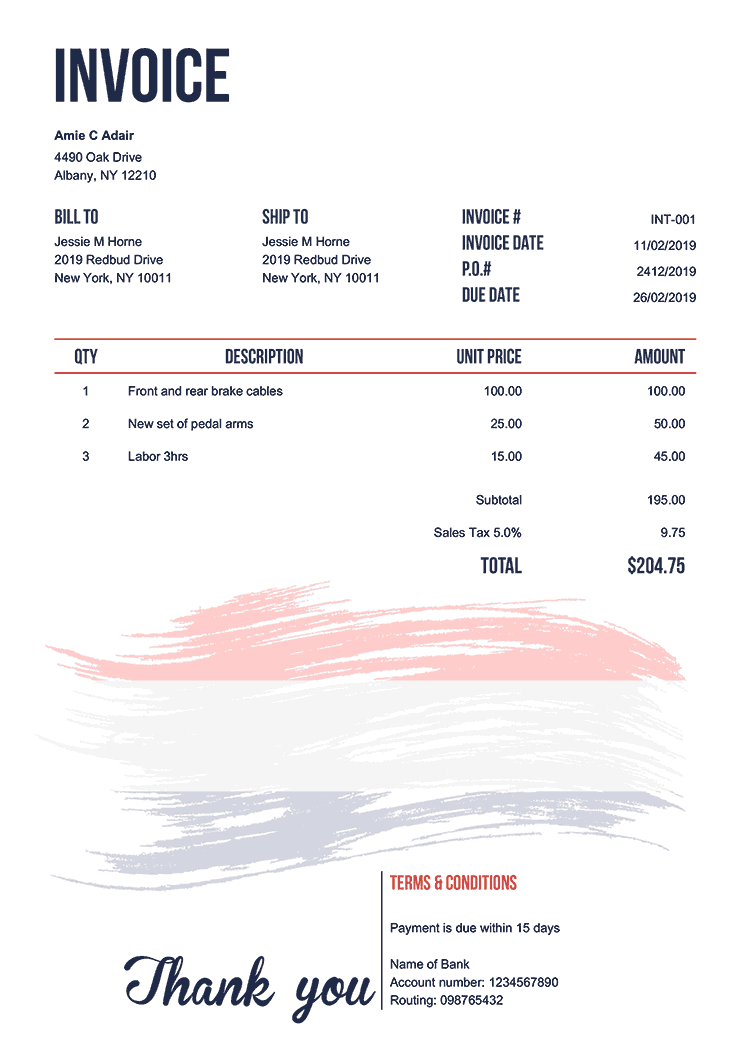 INVOICE
Amie C Adair
4490 Oak Drive
Albany, NY 12210
BILL TO SHIP TO INVOICE # INT-001
Jessie M Horne Jessie M Horne INVOICE DATE 11/02/2019
2019 Redbud Drive 2019 Redbud Drive P.O.# 2412/2019
New York, NY 10011 New York, NY 10011 DUE DATE 26/02/2019
QTY DESCRIPTION UNIT PRICE AMOUNT
1 Front and rear brake cables 100.00 100.00
2 New set of pedal arms 25.00 50.00
3 Labor 3hrs 15.00 45.00
Subtotal 195.00
Sales Tax 5.0% 9.75
TOTAL $204.75
TERMS & CONDITIONS
Payment is due within 15 days
Name of Bank
Account number: 1234567890
Routing: 098765432
Thank you